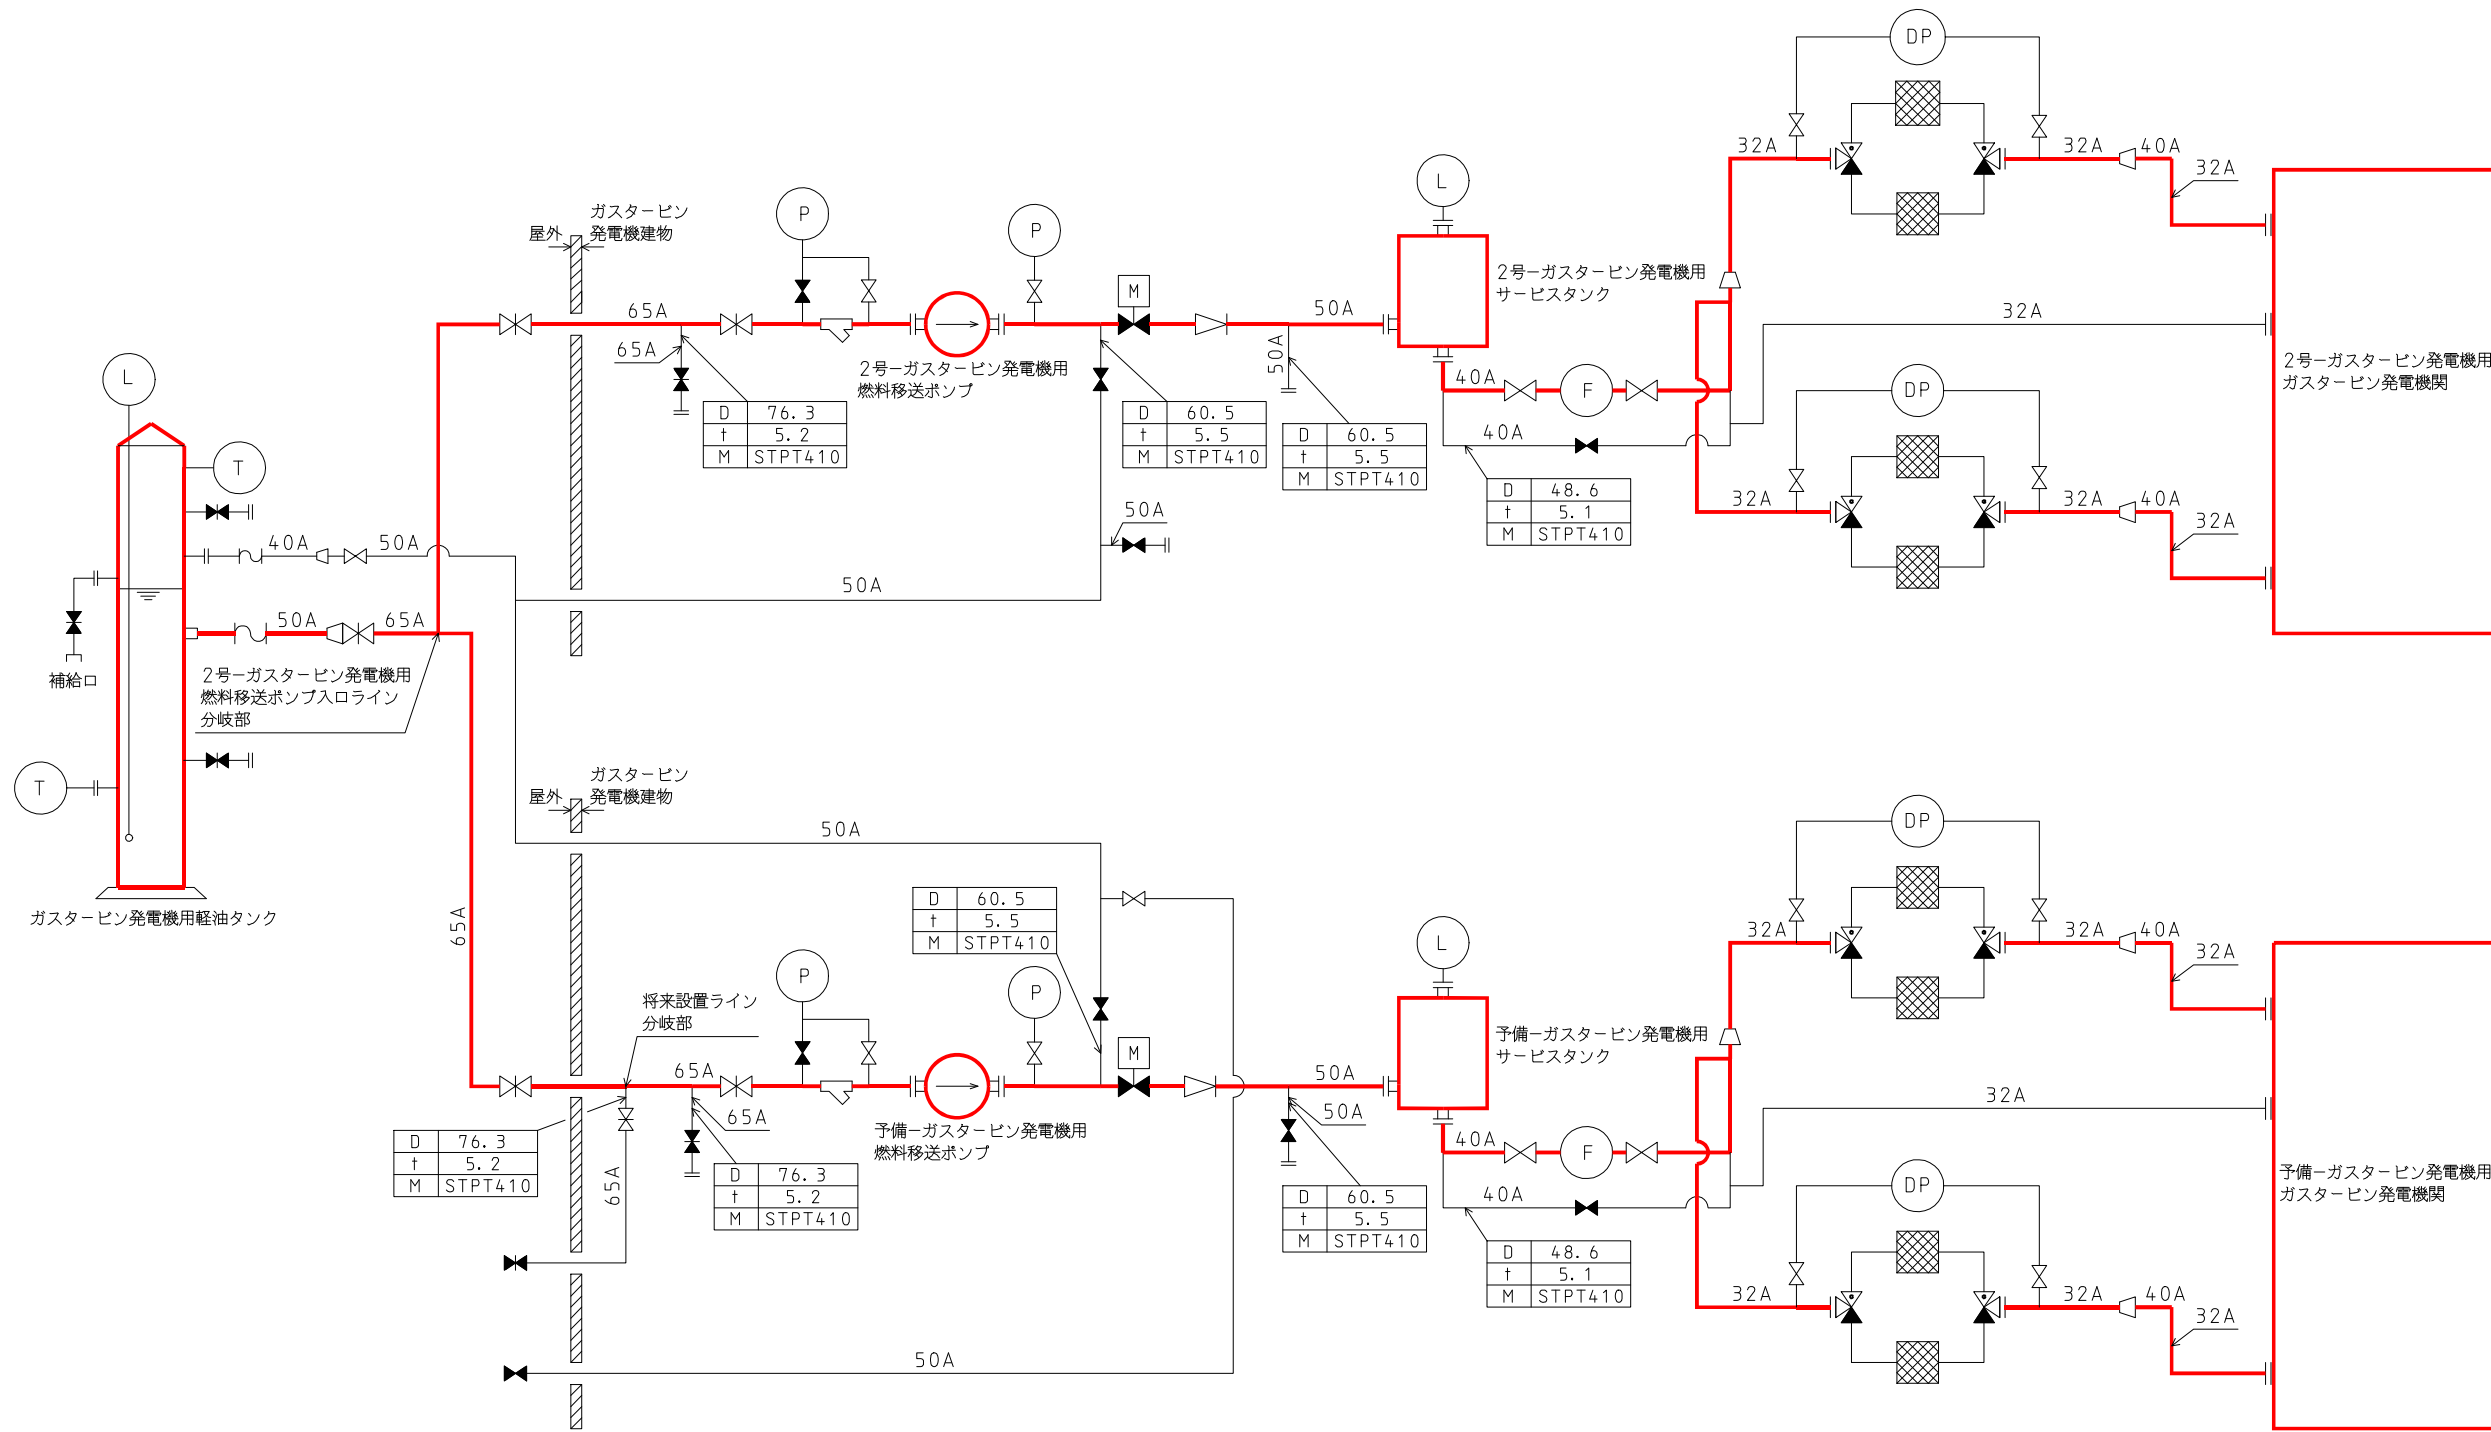 DP
32A
32A
40A
32A
L
ガスタービン
発電機建物
屋外
P
P
M
65A
65A
50A
50A
2号−ガスタービン発電機用
サービスタンク
32A
2号−ガスタービン発電機用
燃料移送ポンプ
40A
F
DP
2号−ガスタービン発電機用
ガスタービン発電機関
L
T
D 76.3
t 5.2
M STPT410
D 60.5
t 5.5
M STPT410
D 60.5
t 5.5
M STPT410
40A
D 48.6
t 5.1
M STPT410
32A
32A
40A
32A
50A
40A
50A
50A
50A
65A
補給口
2号−ガスタービン発電機用
燃料移送ポンプ入口ライン
分岐部
T
ガスタービン
発電機建物
屋外
50A
DP
ガスタービン発電機用軽油タンク
65A
D 60.5
t 5.5
M STPT410
L
32A
32A
40A
32A
将来設置ライン
分岐部
P
P
M
65A
65A
50A
50A
予備−ガスタービン発電機用
サービスタンク
32A
予備−ガスタービン発電機用
燃料移送ポンプ
40A
F
DP
予備−ガスタービン発電機用
ガスタービン発電機関
D 76.3
t 5.2
M STPT410
65A
D 76.3
t 5.2
M STPT410
D 60.5
t 5.5
M STPT410
40A
D 48.6
t 5.1
M STPT410
32A
32A
40A
32A
50A